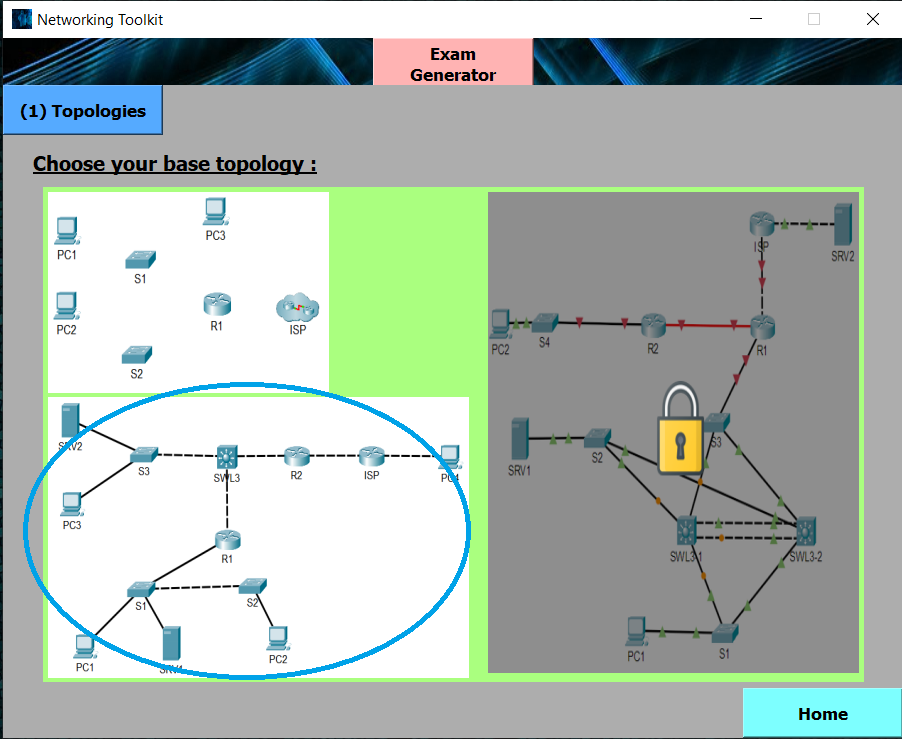 Networking Toolkit
Exam
Generator
(1) Topologies
Choose your base topology :
PC3
PC1
S1
PC2
R1
ISP
S2
SRV2
S3
SWL3
R2
ISP
PC4
PC3
R1
S1
S2
PC1
SRV1
PC2
ISP
SRV2
PC2
S4
R2
R1
S3
SRV1
S2
SWL3-1
SWL3-2
PC1
S1
Home